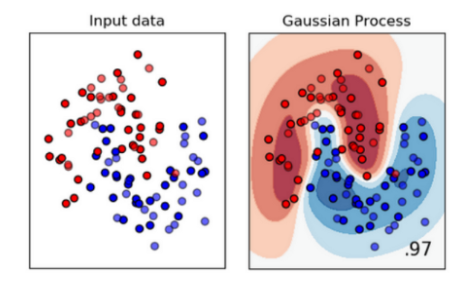 Input data
Gaussian Process
.97